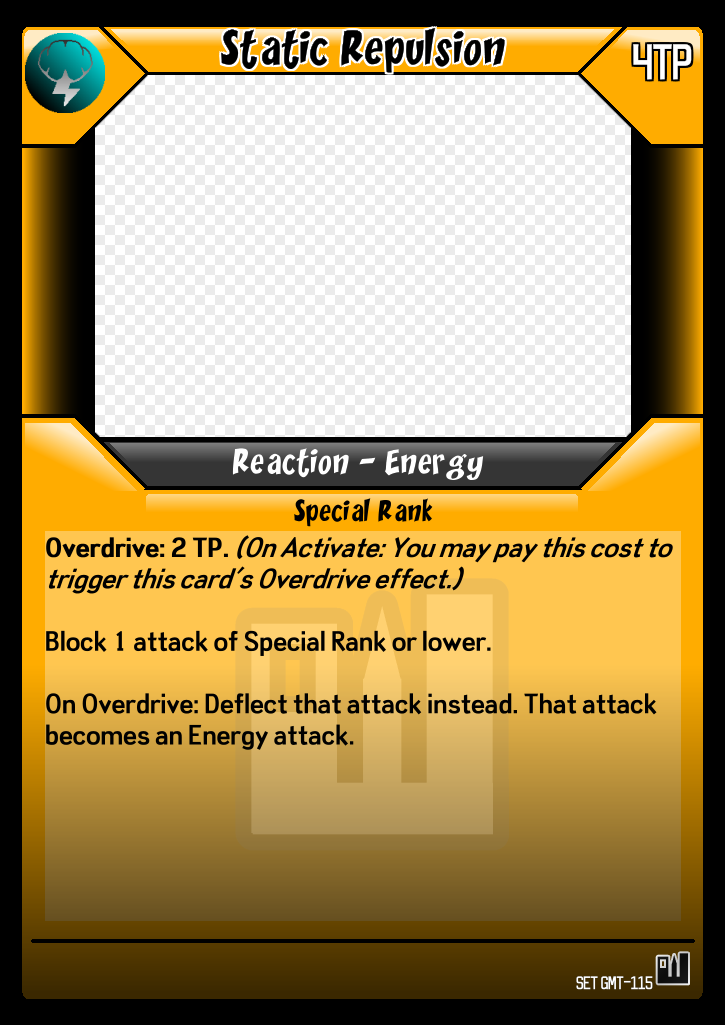 Static Repulsion
4TP
Reaction - Energy
Special Rank
Overdrive: 2 TP. (On Activate: You may pay this cost to
trigger this card's Overdrive effect.)
Block 1 attack of Special Rank or lower.
On Overdrive: Deflect that attack instead. That attack
becomes an Energy attack.
SET GMT-115